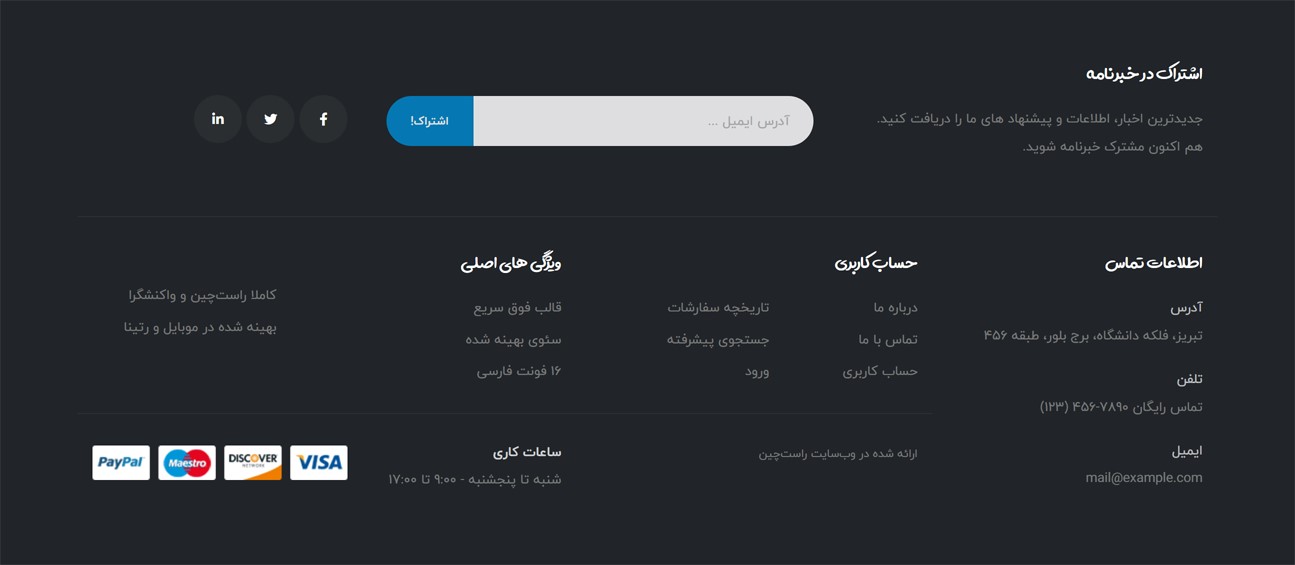 اشتراک در خبرنامه
جدیدترین اخبار، اطلاعات و پیشنهاد های ما را دریافت کنید.
هم اکنون مشترک خبرنامه شوید.
آدرس ایمیل ...
اشتراک!
اطلاعات تماس
آدرس
تبریز، فلکه دانشگاه، برج بلور، طبقه ۴۵۶
تلفن
تماس رایگان ۷۸۹۰-۴۵۶ (۱۲۳)
ایمیل
mail@example.com
حساب کاربری
درباره ما
تماس با ما
حساب کاربری
تاریخچه سفارشات
جستجوی پیشرفته
ورود
ویژگی های اصلی
قالب فوق سریع
سئوی بهینه شده
۱۶ فونت فارسی
کاملا راست‌چین و واکنشگرا
بهینه شده در موبایل و رتینا
ارائه شده در وب‌سایت راست‌چین
ساعات کاری
شنبه تا پنجشنبه - ۹:۰۰ تا ۱۷:۰۰
VISA
DISCOVER
NETWORK
Maestro
PayPal